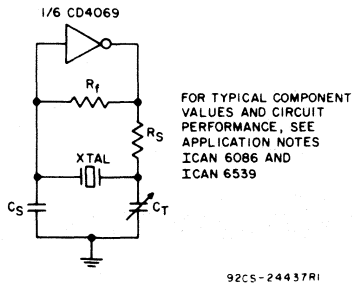 1/6 CD4069
Rf
RS
XTAL
CS
CT
FOR TYPICAL COMPONENT
VALUES AND CIRCUIT
PERFORMANCE, SEE
APPLICATION NOTES
ICAN 6086 AND
ICAN 6539
92CS-24437R1